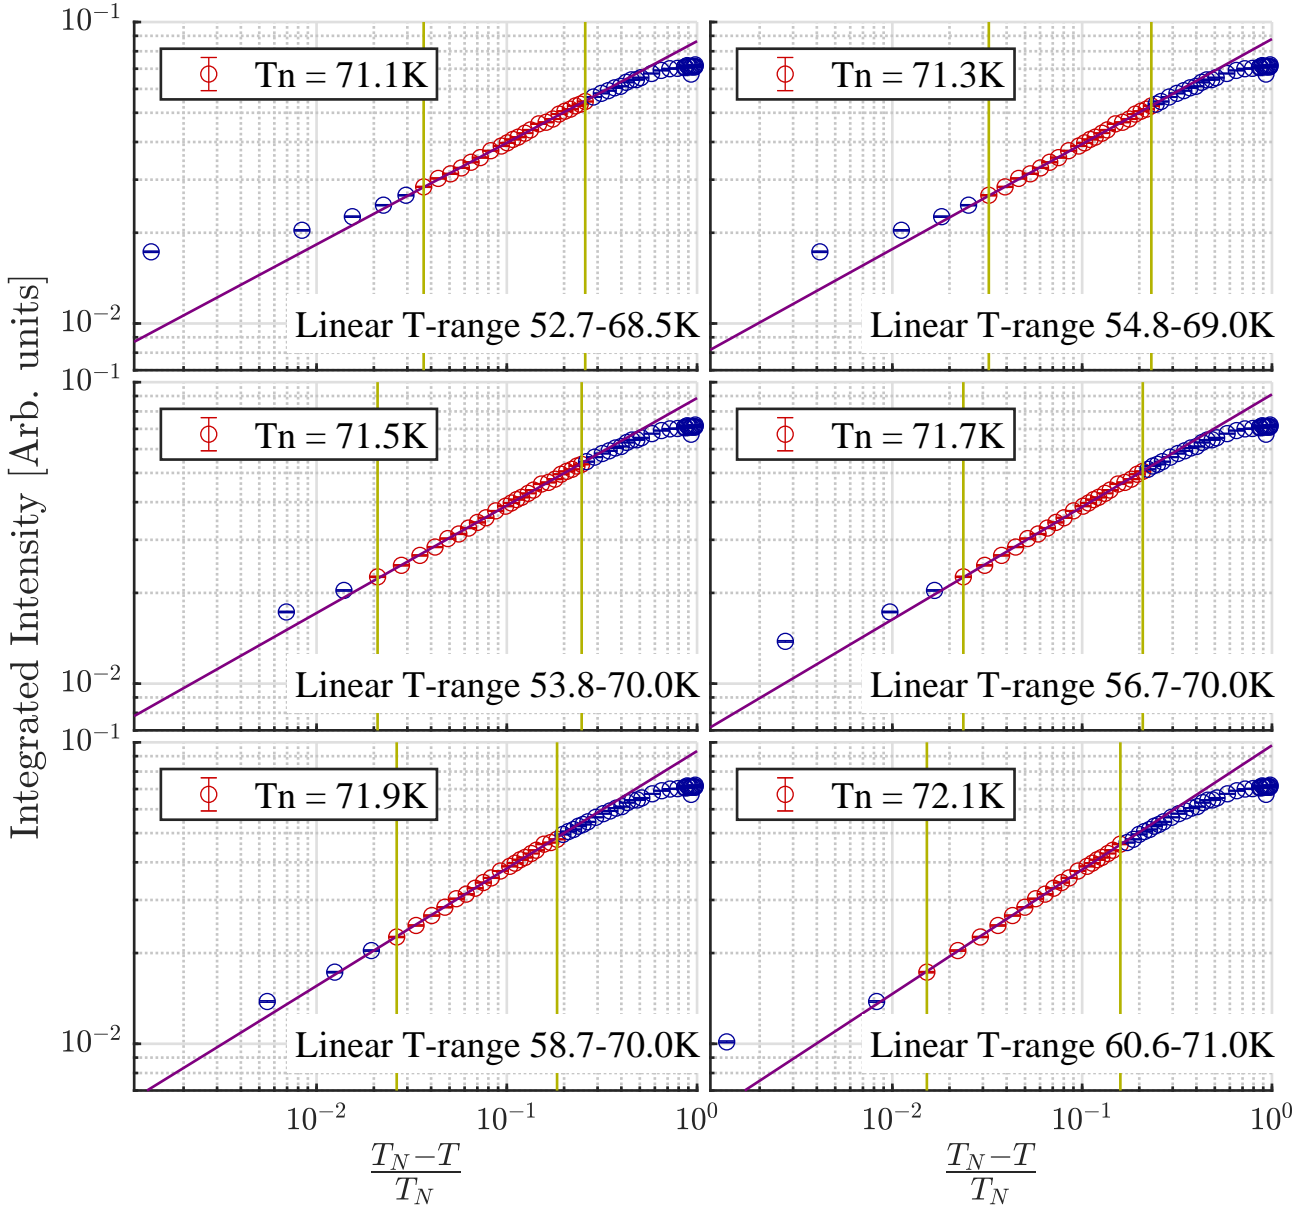 Integrated Intensity [Arb. units]
10^{-1}
Tn = 71.1K
Tn = 71.3K
10^{-2}
Linear T-range 52.7-68.5K
Linear T-range 54.8-69.0K
10^{-1}
Tn = 71.5K
Tn = 71.7K
10^{-2}
Linear T-range 53.8-70.0K
Linear T-range 56.7-70.0K
10^{-1}
Tn = 71.9K
Tn = 72.1K
10^{-2}
Linear T-range 58.7-70.0K
Linear T-range 60.6-71.0K
10^{-2} 10^{-1} 10^{0} 10^{-2} 10^{-1} 10^{0}
\frac{T_N-T}{T_N} \frac{T_N-T}{T_N}